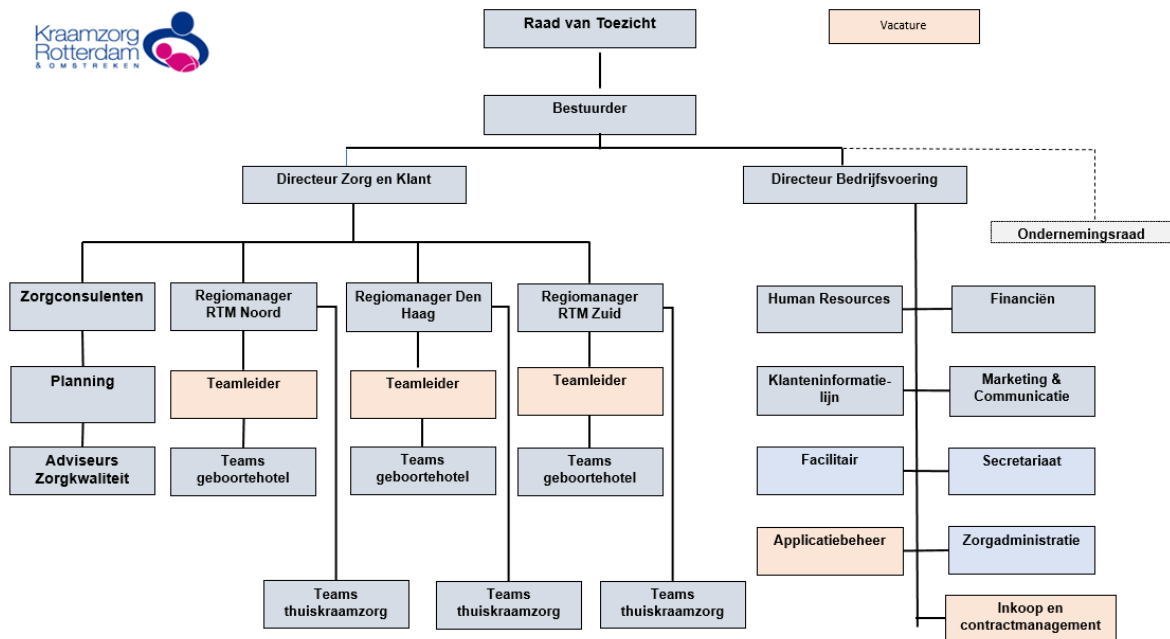 Kraamzorg
Rotterdam
& OMSTREKEN
Raad van Toezicht
Vacature
Bestuurder
Directeur Zorg en Klant
Directeur Bedrijfsvoering
Ondernemingsraad
Zorgconsulenten
Regiomanager
RTM Noord
Regiomanager Den
Haag
Regiomanager
RTM Zuid
Human Resources
Financiën
Planning
Teamleider
Teamleider
Teamleider
Klanteninformatie-
lijn
Marketing &
Communicatie
Adviseurs
Zorgkwaliteit
Teams
geboortehotel
Teams
geboortehotel
Teams
geboortehotel
Facilitair
Secretariaat
Applicatiebeheer
Zorgadministratie
Teams
thuiskraamzorg
Teams
thuiskraamzorg
Teams
thuiskraamzorg
Inkoop en
contractmanagement